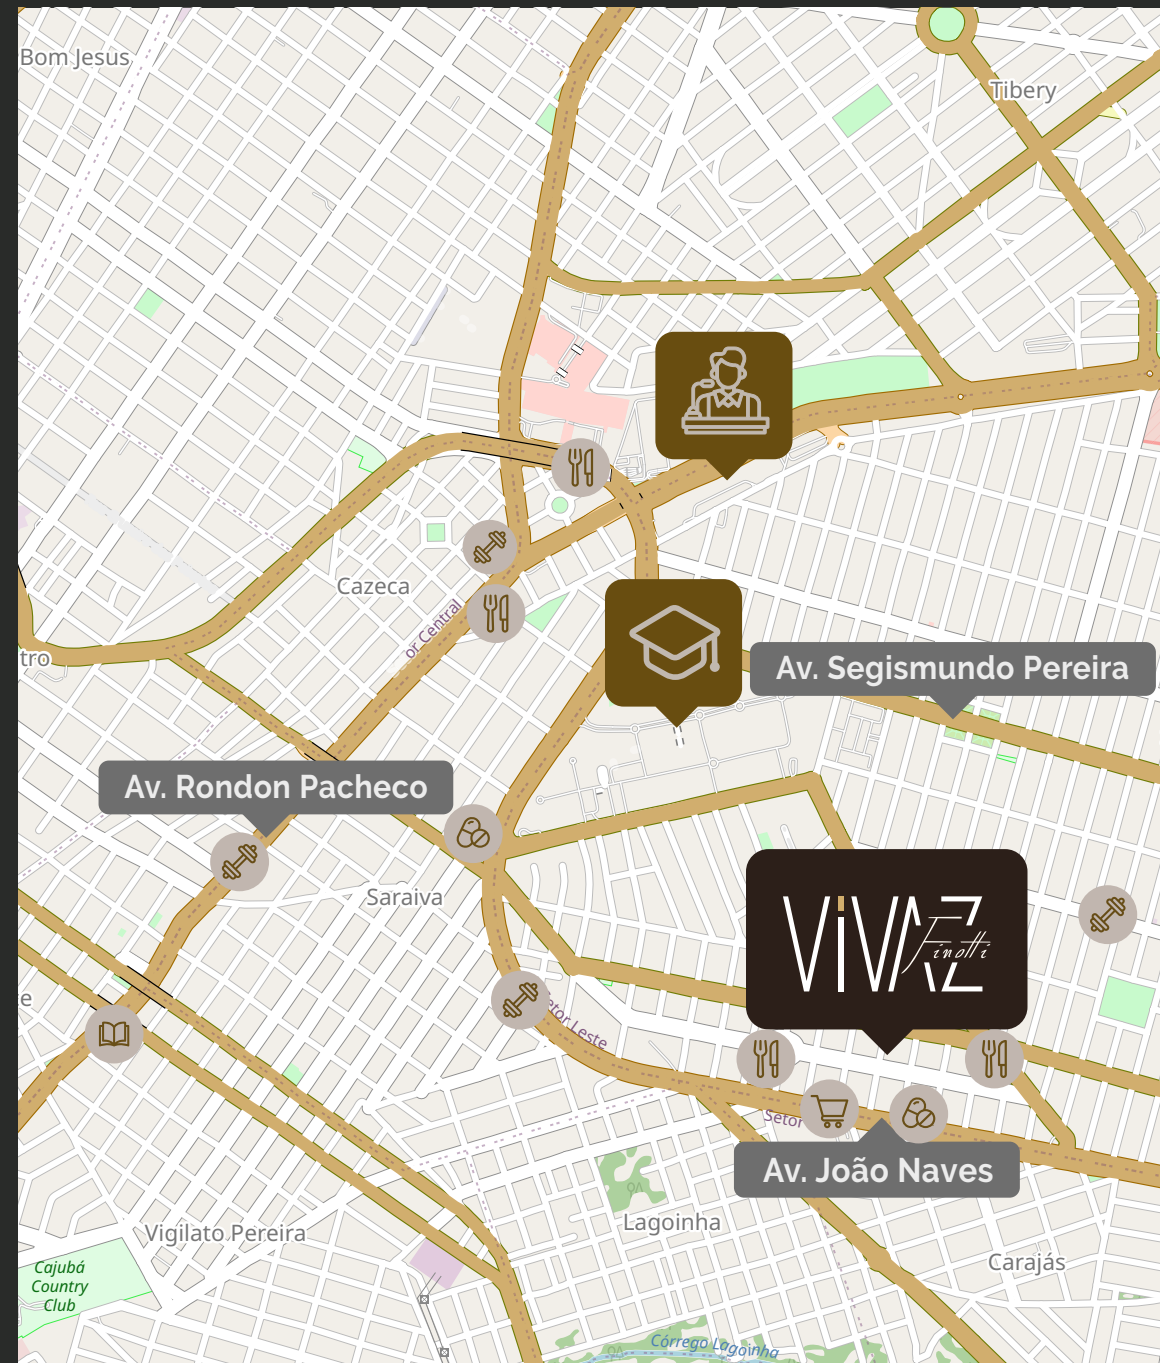 Bom Jesus
Tibery
Cazeca
or Central
tro
Av. Segismundo Pereira
Av. Rondon Pacheco
Saraiva
VIVAZ
Finotti
e
etor Leste
Setor
Av. João Naves
Lagoinha
Vigilato Pereira
Carajás
Cajubá
Country
Club
Córrego Lagoinha